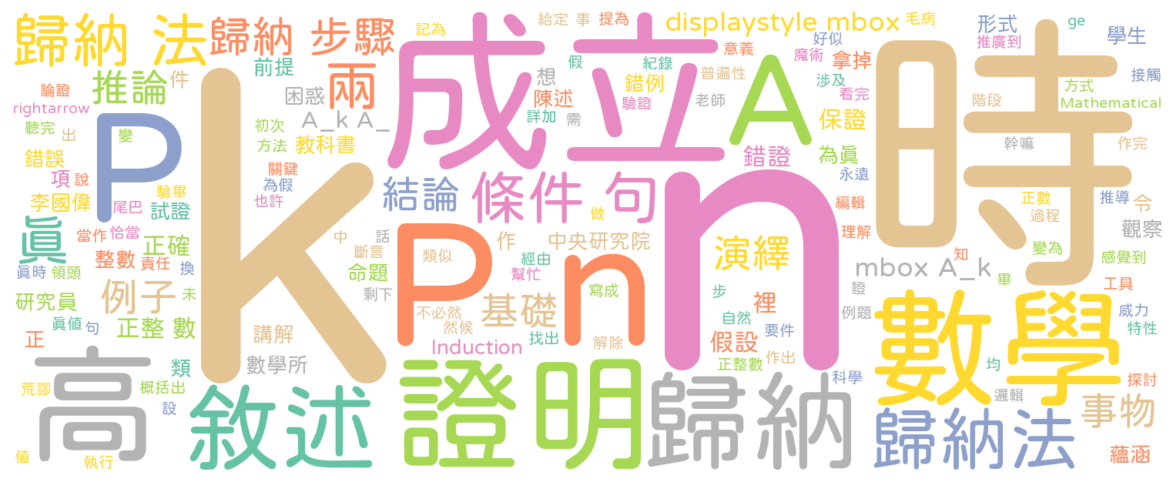 歸納 法
歸納 步驟
記為
成立
給定 事
提為
displaystyle mbox
毛病
形式
ge
推廣到
學生
時
推論
件
前提
兩
意義
好似
魔術
拿掉
接觸
論證
rightarrow
困惑
A_k A_
想
假
紀錄
錯例
普遍性
涉及
看完
方式
階段
Mathematical
聽完
出
變
P
k
初次
方法
教科書
陳述
詳加
需
驗證
老師
A
保證
幹嘛
作完
錯誤
項
說
關鍵
為假
也許
結論
條件 句
錯證
為真
永遠
驗畢
李國偉
尾巴
試證
做
n
編輯
正數
推導
令
過程
理解
觀察
真
當作
恰當
正確
中
話
P
n
作
中央研究院
演繹
變為
感覺到
整數
責任
換
斷言
類似
經由
幫忙
知
真時
領頭
命題
mbox A_k
畢
工具
研究員
例子
未
剩下
不必然
基礎
寫成
裡
步
證
真值
句
正整 數
講解
然候
找出
自然
要件
例題
數學
威力
特性
正
Induction
解除
假設
作出
高
類
數學所
正整數
均
荒謬
概括出
敘述
證明
歸納
科學
歸納法
邏輯
探討
事物
設
值
執行
蘊涵